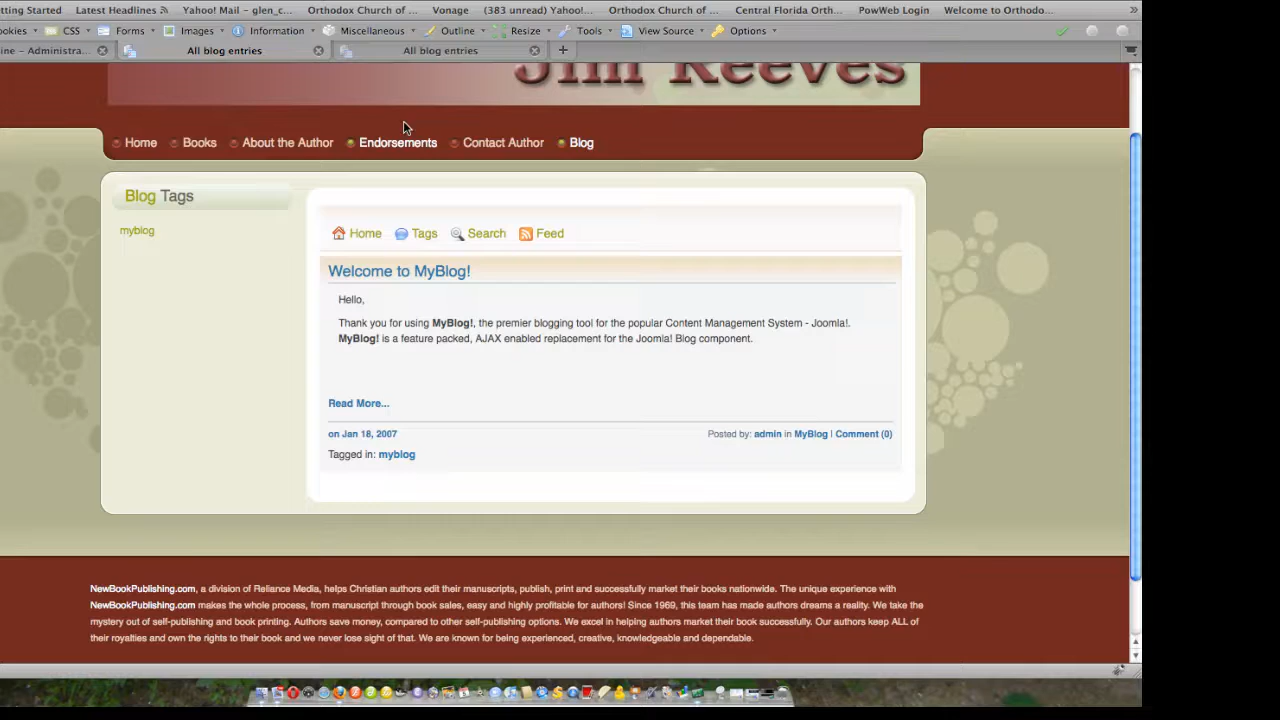 tting Started Latest Headlines Yahoo! Mail – glen_c... Orthodox Church of ... Vonage (383 unread) Yahoo!... Orthodox Church of ... Central Florida Orth... PowWeb Login Welcome to Orthodo... »
ookies CSS Forms Images Information Miscellaneous Outline Resize Tools View Source Options
ine – Administra... All blog entries All blog entries
Jim Reeves
Home Books About the Author Endorsements Contact Author Blog
Blog Tags
myblog
Home Tags Search Feed
Welcome to MyBlog!
Hello,
Thank you for using MyBlog!, the premier blogging tool for the popular Content Management System - Joomla!.
MyBlog! is a feature packed, AJAX enabled replacement for the Joomla! Blog component.
Read More...
on Jan 18, 2007 Posted by: admin in MyBlog | Comment (0)
Tagged in: myblog
NewBookPublishing.com, a division of Reliance Media, helps Christian authors edit their manuscripts, publish, print and successfully market their books nationwide. The unique experience with
NewBookPublishing.com makes the whole process, from manuscript through book sales, easy and highly profitable for authors! Since 1969, this team has made authors dreams a reality. We take the
mystery out of self-publishing and book printing. Authors save money, compared to other self-publishing options. We excel in helping authors market their book successfully. Our authors keep ALL of
their royalties and own the rights to their book and we never lose sight of that. We are known for being experienced, creative, knowledgeable and dependable.